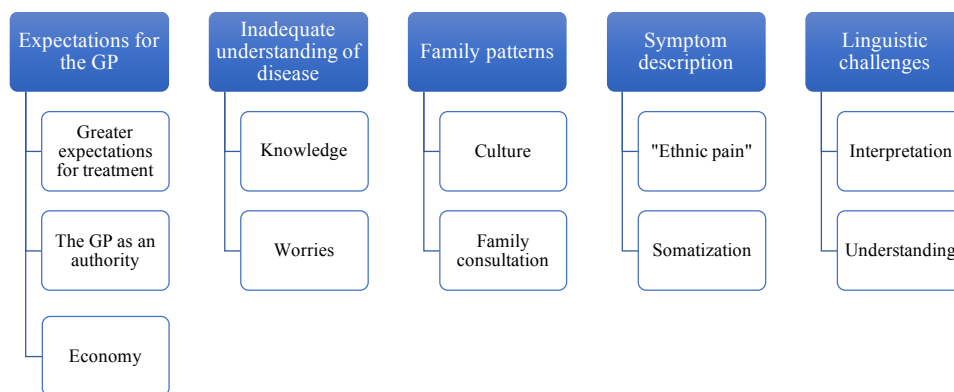 Expectations for
the GP
Greater
expectations
for treatment
The GP as an
authority
Economy
Inadequate
understanding of
disease
Knowledge
Worries
Family patterns
Culture
Family
consultation
Symptom
description
"Ethnic pain"
Somatization
Linguistic
challenges
Interpretation
Understanding